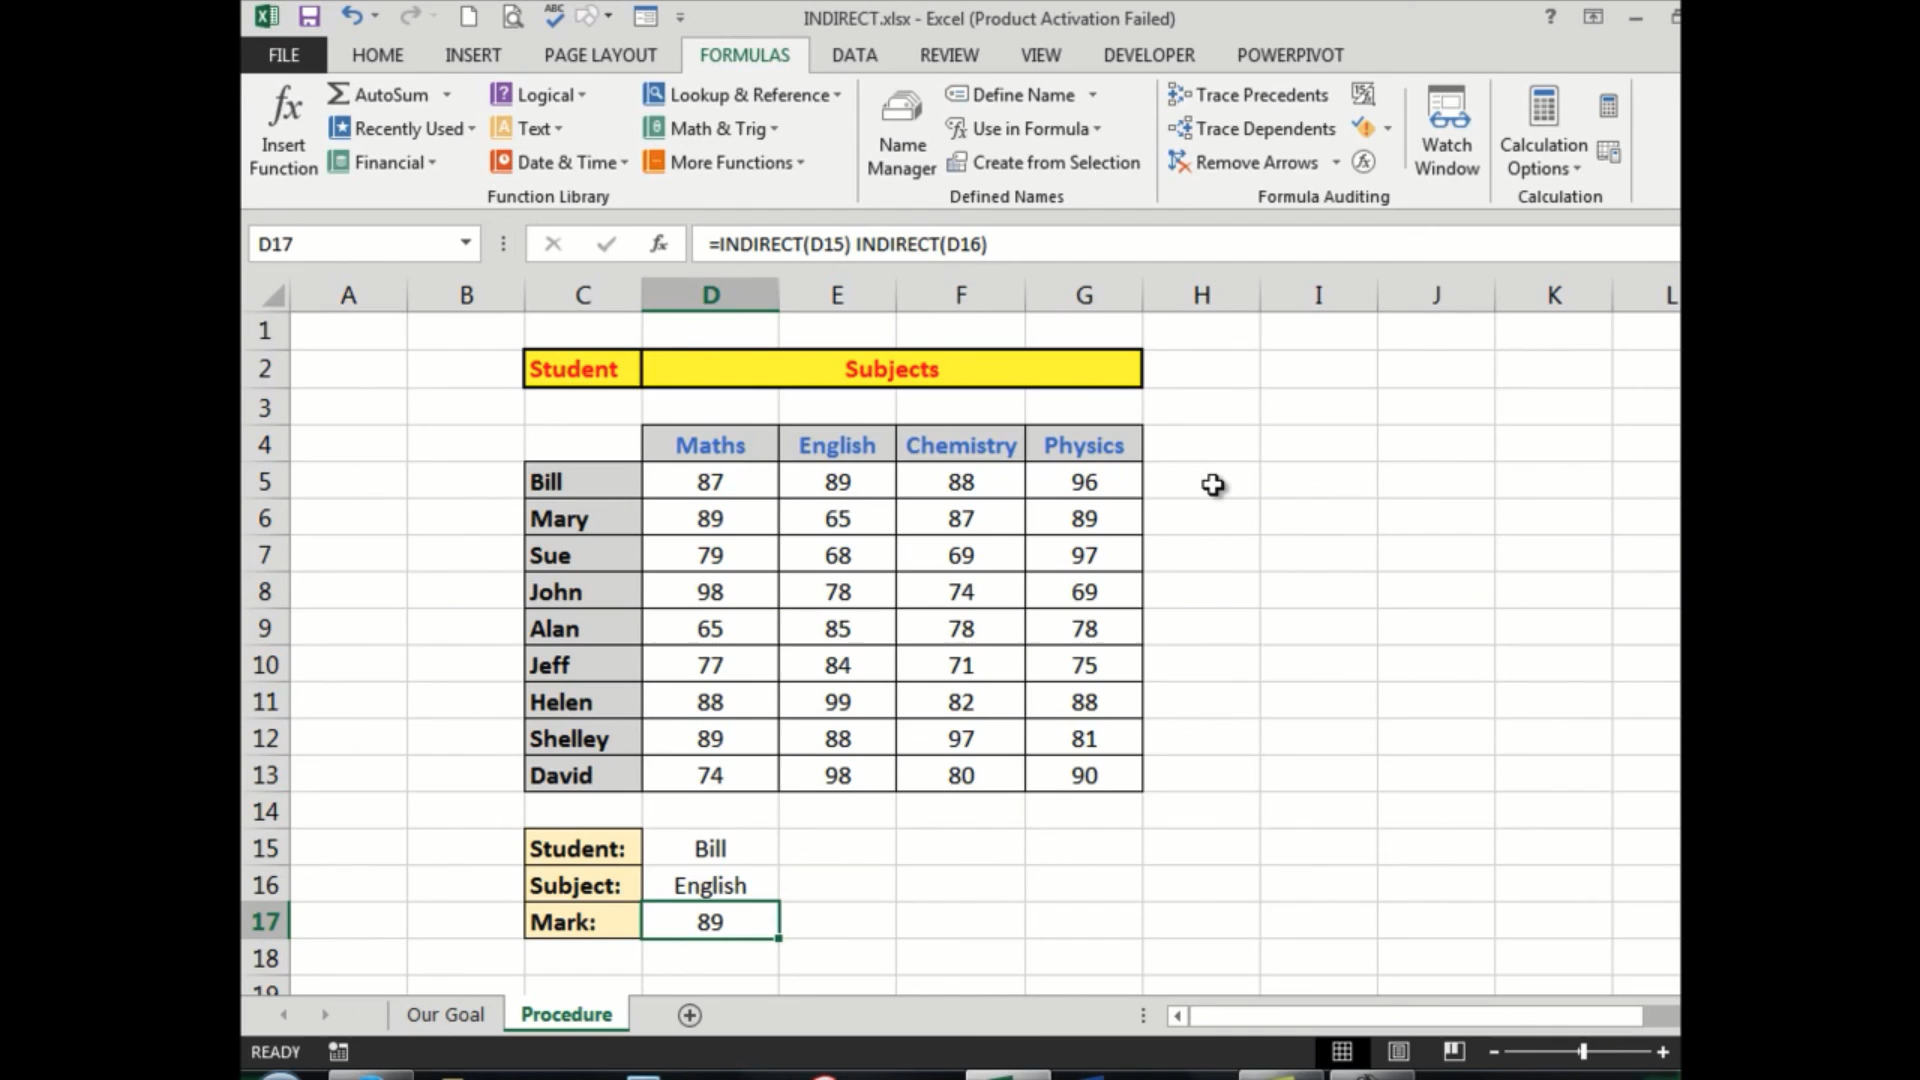 INDIRECT.xlsx - Excel (Product Activation Failed)
FILE HOME INSERT PAGE LAYOUT FORMULAS DATA REVIEW VIEW DEVELOPER POWERPIVOT
fx Insert Function
AutoSum
Recently Used
Financial
Logical
Text
Date & Time
Lookup & Reference
Math & Trig
More Functions
Function Library
Name Manager
Define Name
Use in Formula
Create from Selection
Defined Names
Trace Precedents
Trace Dependents
Remove Arrows
Formula Auditing
Watch Window
Calculation Options
Calculation
D17 fx =INDIRECT(D15) INDIRECT(D16)
A B C D E F G H I J K L
1
2 Student Subjects
3
4 Maths English Chemistry Physics
5 Bill 87 89 88 96
6 Mary 89 65 87 89
7 Sue 79 68 69 97
8 John 98 78 74 69
9 Alan 65 85 78 78
10 Jeff 77 84 71 75
11 Helen 88 99 82 88
12 Shelley 89 88 97 81
13 David 74 98 80 90
14
15 Student: Bill
16 Subject: English
17 Mark: 89
18
19
Our Goal Procedure
READY